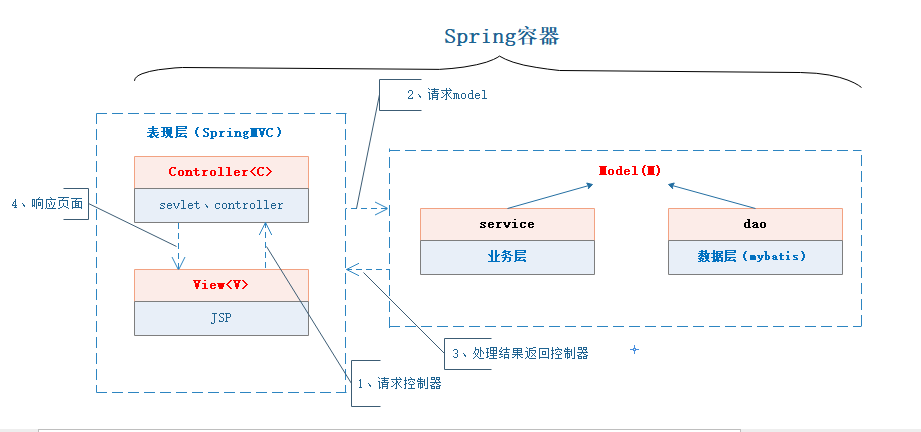 Spring容器
2、请求model
表现层（SpringMVC）
Controller<C>
sevlet、controller
4、响应页面
View<V>
JSP
Model(M)
service
业务层
dao
数据层（mybatis）
3、处理结果返回控制器
1、请求控制器